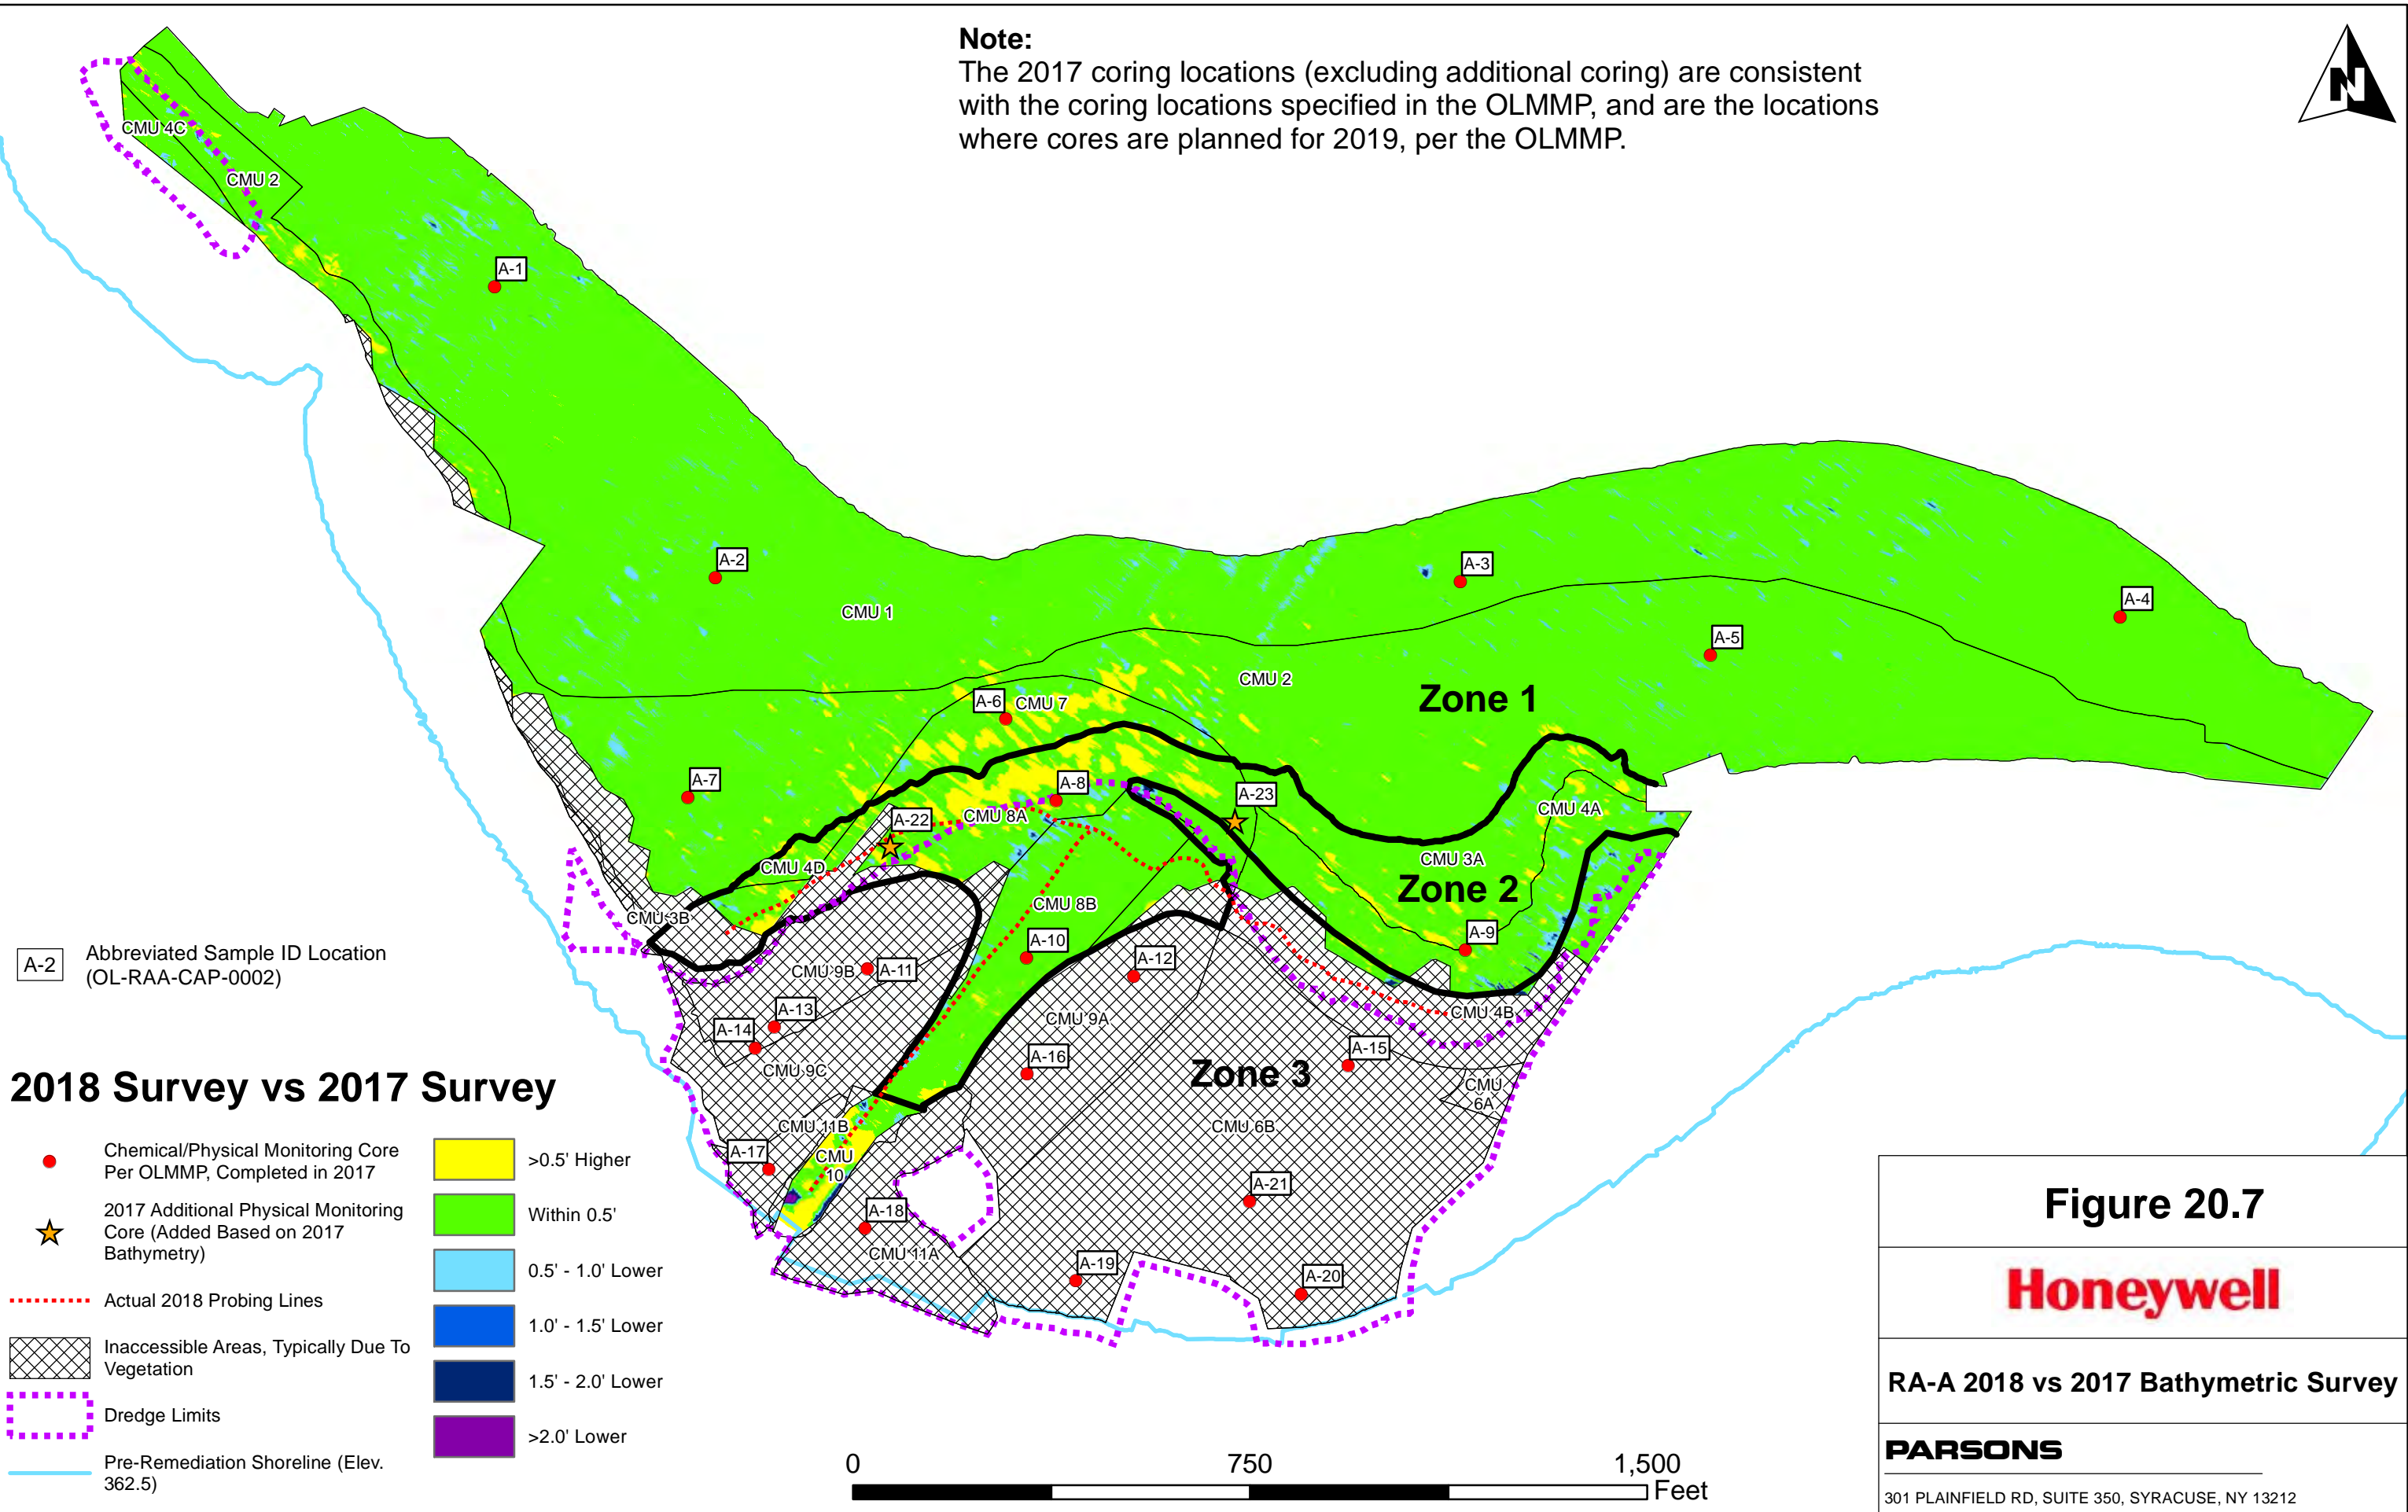 Note:
The 2017 coring locations (excluding additional coring) are consistent
with the coring locations specified in the OLMMP, and are the locations
where cores are planned for 2019, per the OLMMP.
N
CMU 4C
CMU 2
A-1
A-2
A-3
A-4
CMU 1
A-5
CMU 2
Zone 1
A-6
CMU 7
A-7
A-8
A-23
CMU 4A
A-22
CMU 8A
CMU 4D
CMU 3A
Zone 2
CMU 3B
CMU 8B
A-9
A-10
A-12
CMU 9B
A-11
A-13
A-14
CMU 9A
CMU 4B
A-16
A-15
Zone 3
CMU 9C
CMU
6A
CMU 11B
CMU 6B
A-17
CMU
10
A-21
A-18
CMU 11A
A-19
A-20
A-2
Abbreviated Sample ID Location
(OL-RAA-CAP-0002)
2018 Survey vs 2017 Survey
Chemical/Physical Monitoring Core
Per OLMMP, Completed in 2017
2017 Additional Physical Monitoring
Core (Added Based on 2017
Bathymetry)
Actual 2018 Probing Lines
Inaccessible Areas, Typically Due To
Vegetation
Dredge Limits
Pre-Remediation Shoreline (Elev.
362.5)
>0.5' Higher
Within 0.5'
0.5' - 1.0' Lower
1.0' - 1.5' Lower
1.5' - 2.0' Lower
>2.0' Lower
0 750 1,500
Feet
Figure 20.7
Honeywell
RA-A 2018 vs 2017 Bathymetric Survey
PARSONS
301 PLAINFIELD RD, SUITE 350, SYRACUSE, NY 13212